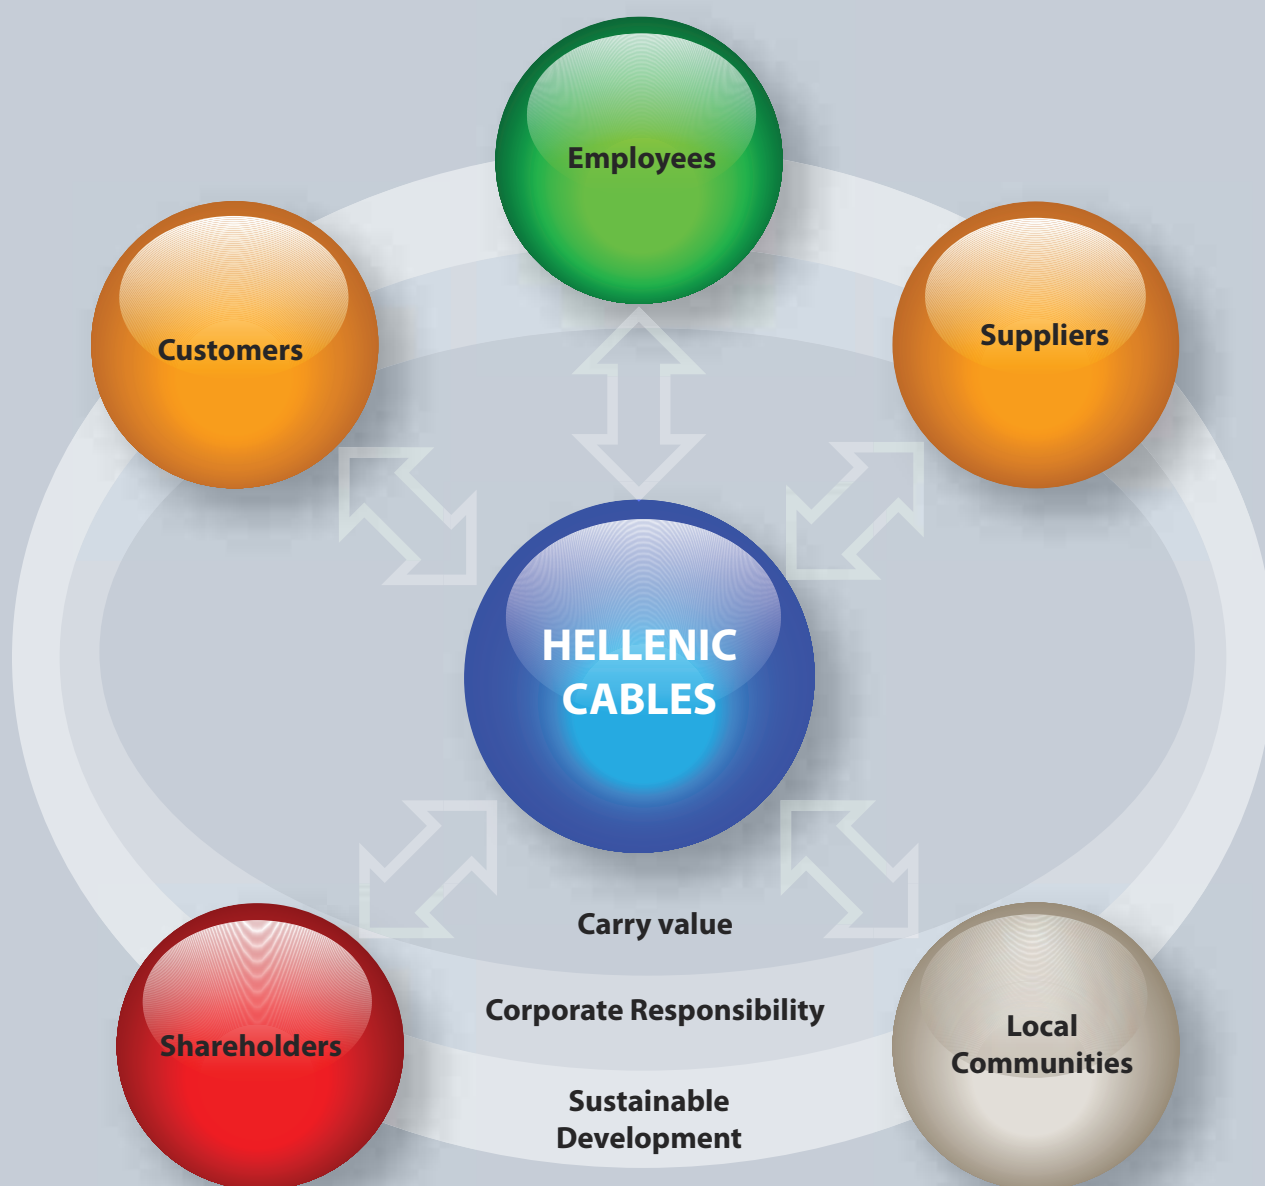 Employees
Suppliers
Customers
HELLENIC
CABLES
Carry value
Corporate Responsibility
Local
Communities
Shareholders
Sustainable
Development